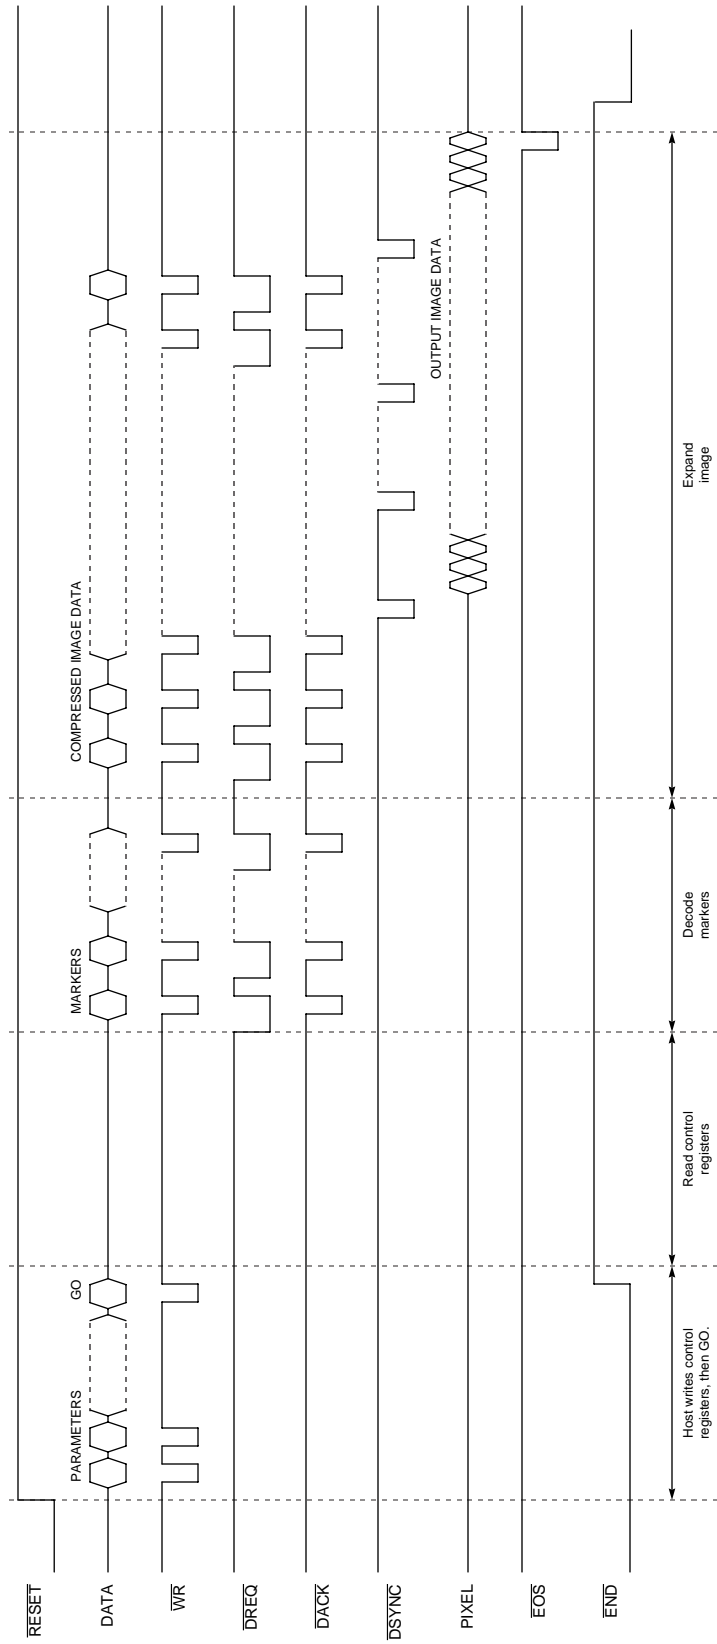 RESET
DATA
PARAMETERS
GO
MARKERS
COMPRESSED IMAGE DATA
WR
DREQ
DACK
DSYNC
PIXEL
OUTPUT IMAGE DATA
EOS
END
Host writes control
registers, then GO.
Read control
registers
Decode
markers
Expand
image